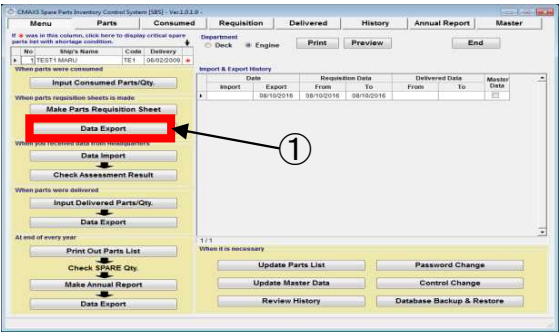 CMAXS Spare Parts Inventory Control System [SBS] - Ver.1.0.1.0 -
Menu Parts Consumed Requisition Delivered History Annual Report Master
If * was in this column, click here to display critical spare
parts list with shortage condition.
Department
Deck Engine Print Preview End
No Ship's Name Code Delivery
1 TEST1 MARU TE1 06/02/2009 *
When parts were consumed
Input Consumed Parts/Qty.
When parts requisition sheets is made
Make Parts Requisition Sheet
Data Export
When you received data from Headquarters
Data Import
Check Assessment Result
When parts were delivered
Input Delivered Parts/Qty.
Data Export
At end of every year
Print Out Parts List
Check SPARE Qty.
Make Annual Report
Data Export
Import & Export History
Date Requisition Data Delivered Data Master
Import Export From To From To Data
08/10/2016 08/10/2016 08/10/2016
①
1 / 1
When it is necessary
Update Parts List Password Change
Update Master Data Control Change
Review History Database Backup & Restore